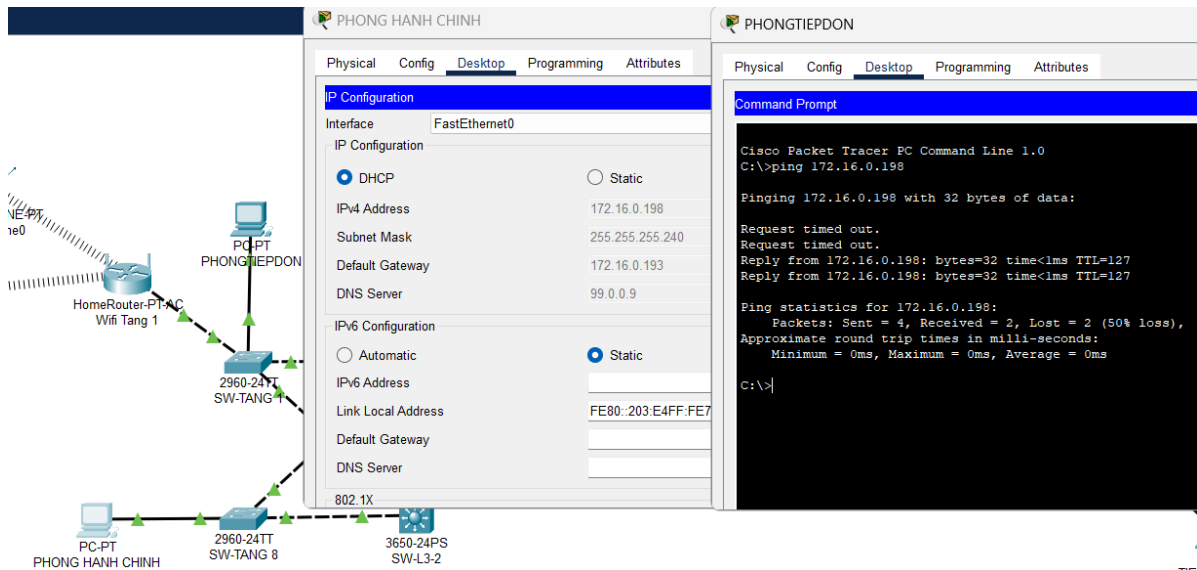 PHONG HANH CHINH
Physical Config Desktop Programming Attributes
IP Configuration
Interface FastEthernet0
IP Configuration
DHCP Static
IPv4 Address 172.16.0.198
Subnet Mask 255.255.255.240
Default Gateway 172.16.0.193
DNS Server 99.0.0.9
IPv6 Configuration
Automatic Static
IPv6 Address
Link Local Address FE80::203:E4FF:FE7
Default Gateway
DNS Server
802.1X
PHONGTIEPDON
Physical Config Desktop Programming Attributes
Command Prompt
Cisco Packet Tracer PC Command Line 1.0
C:\>ping 172.16.0.198
Pinging 172.16.0.198 with 32 bytes of data:
Request timed out.
Request timed out.
Reply from 172.16.0.198: bytes=32 time<1ms TTL=127
Reply from 172.16.0.198: bytes=32 time<1ms TTL=127
Ping statistics for 172.16.0.198:
Packets: Sent = 4, Received = 2, Lost = 2 (50% loss),
Approximate round trip times in milli-seconds:
Minimum = 0ms, Maximum = 0ms, Average = 0ms
C:\>
NE-PT
ne0
PC-PT
PHONGTIEPDON
HomeRouter-PT-AC
Wifi Tang 1
2960-24TT
SW-TANG 1
PC-PT
PHONG HANH CHINH
2960-24TT
SW-TANG 8
3650-24PS
SW-L3-2